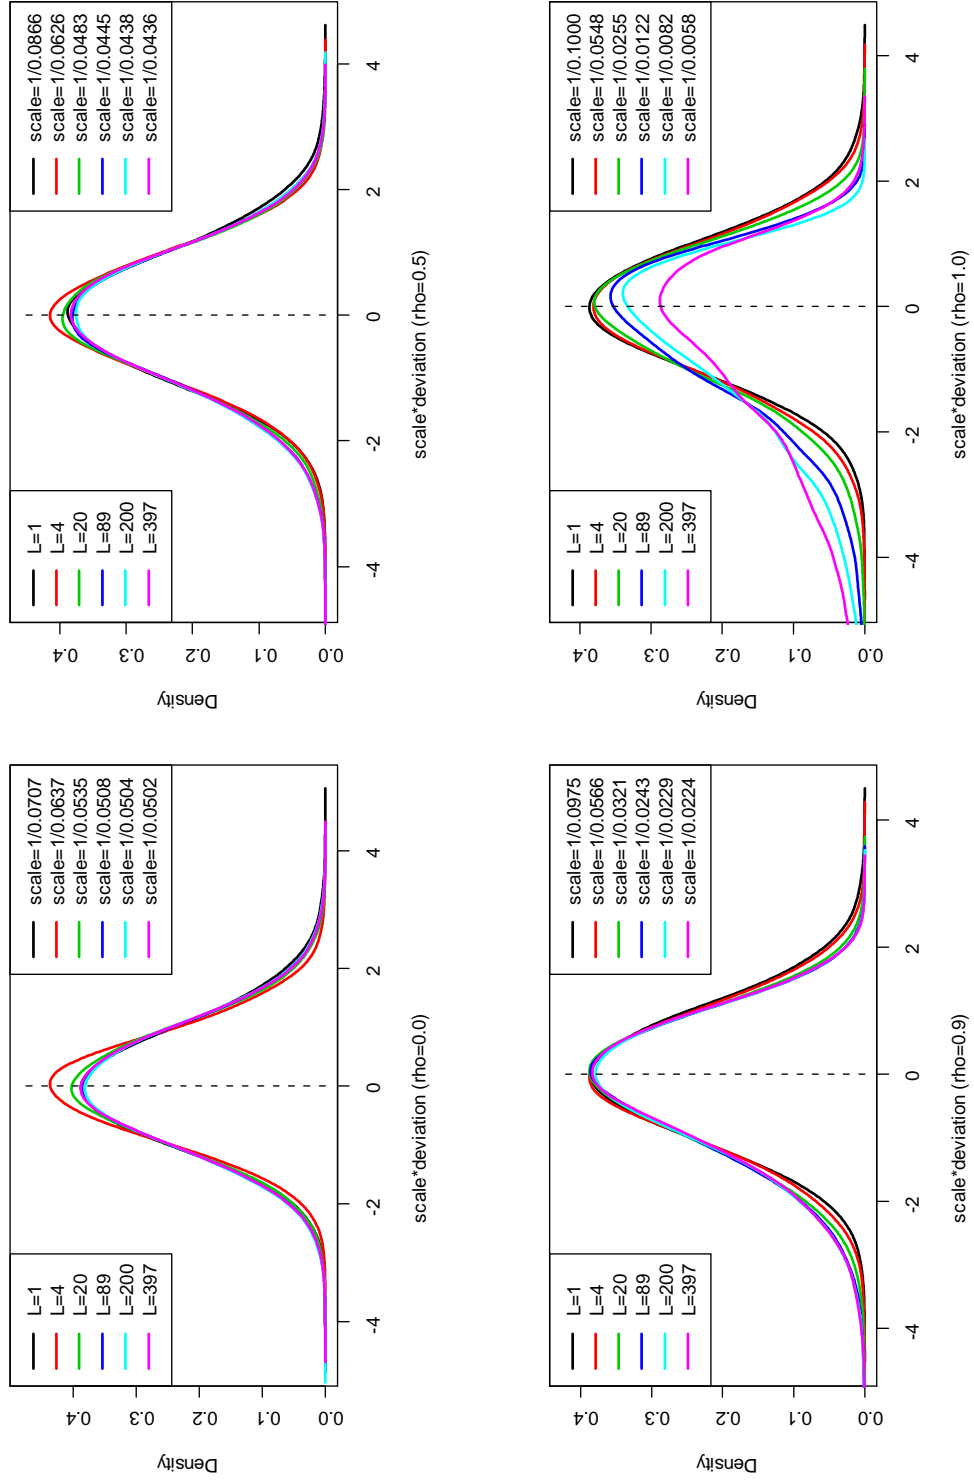 L=1
L=4
L=20
L=89
L=200
L=397
scale=1/0.0707
scale=1/0.0637
scale=1/0.0535
scale=1/0.0508
scale=1/0.0504
scale=1/0.0502
Density
0.4
0.3
0.2
0.1
0.0
-4
-2
0
2
4
scale*deviation (rho=0.0)
L=1
L=4
L=20
L=89
L=200
L=397
scale=1/0.0866
scale=1/0.0626
scale=1/0.0483
scale=1/0.0445
scale=1/0.0438
scale=1/0.0436
Density
0.4
0.3
0.2
0.1
0.0
-4
-2
0
2
4
scale*deviation (rho=0.5)
L=1
L=4
L=20
L=89
L=200
L=397
scale=1/0.0975
scale=1/0.0566
scale=1/0.0321
scale=1/0.0243
scale=1/0.0229
scale=1/0.0224
Density
0.4
0.3
0.2
0.1
0.0
-4
-2
0
2
4
scale*deviation (rho=0.9)
L=1
L=4
L=20
L=89
L=200
L=397
scale=1/0.1000
scale=1/0.0548
scale=1/0.0255
scale=1/0.0122
scale=1/0.0082
scale=1/0.0058
Density
0.4
0.3
0.2
0.1
0.0
-4
-2
0
2
4
scale*deviation (rho=1.0)